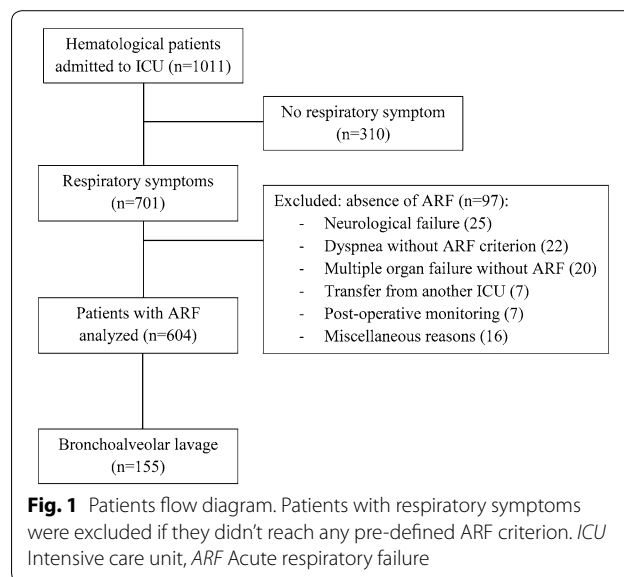 Hematological patients
admitted to ICU (n=1011)
No respiratory symptom
(n=310)
Respiratory symptoms
(n=701)
Excluded: absence of ARF (n=97):
- Neurological failure (25)
- Dyspnea without ARF criterion (22)
- Multiple organ failure without ARF (20)
- Transfer from another ICU (7)
- Post-operative monitoring (7)
- Miscellaneous reasons (16)
Patients with ARF
analyzed (n=604)
Bronchoalveolar lavage
(n=155)
Fig. 1 Patients flow diagram. Patients with respiratory symptoms
were excluded if they didn’t reach any pre-defined ARF criterion. ICU
Intensive care unit, ARF Acute respiratory failure